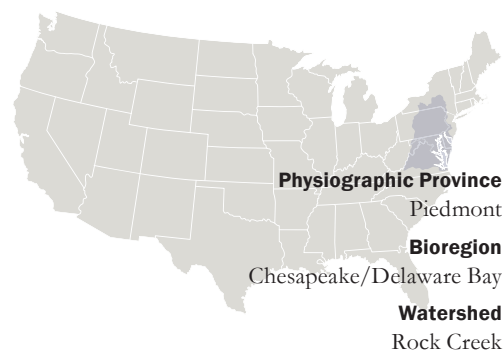 Physiographic Province
Piedmont
Bioregion
Chesapeake/Delaware Bay
Watershed
Rock Creek